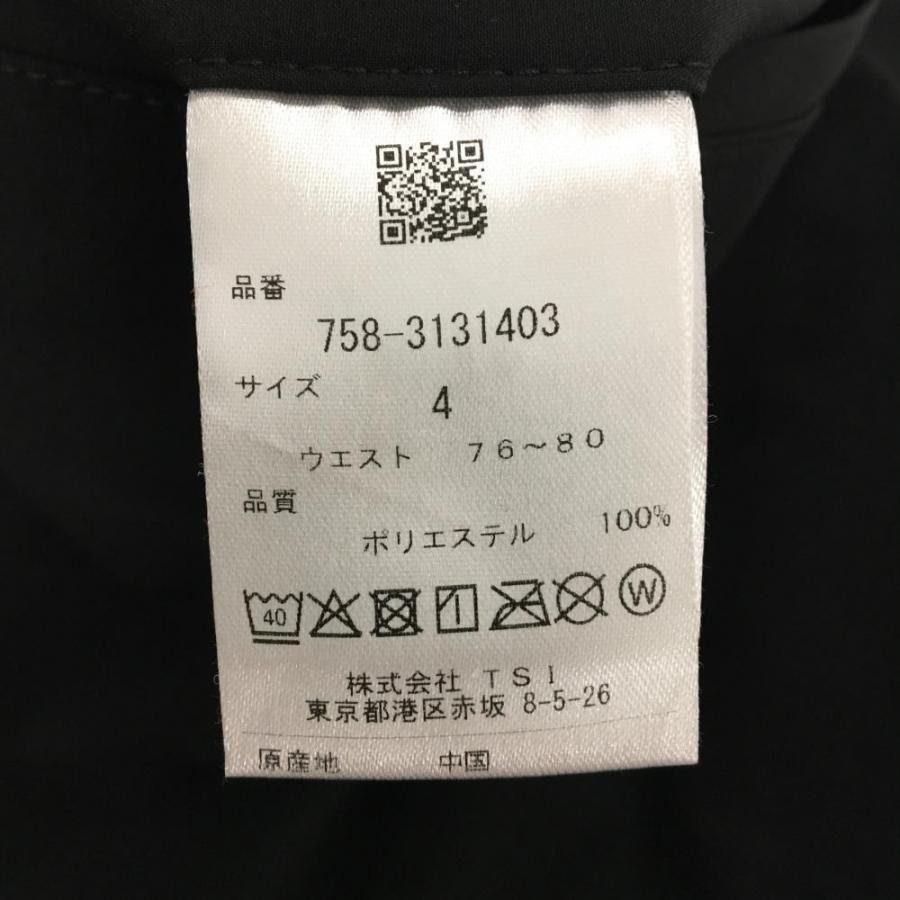 品番
758-3131403
サイズ
4
ウエスト 76～80
品質
ポリエステル 100%
40 W
株式会社 TSI
東京都港区赤坂 8-5-26
原産地 中国